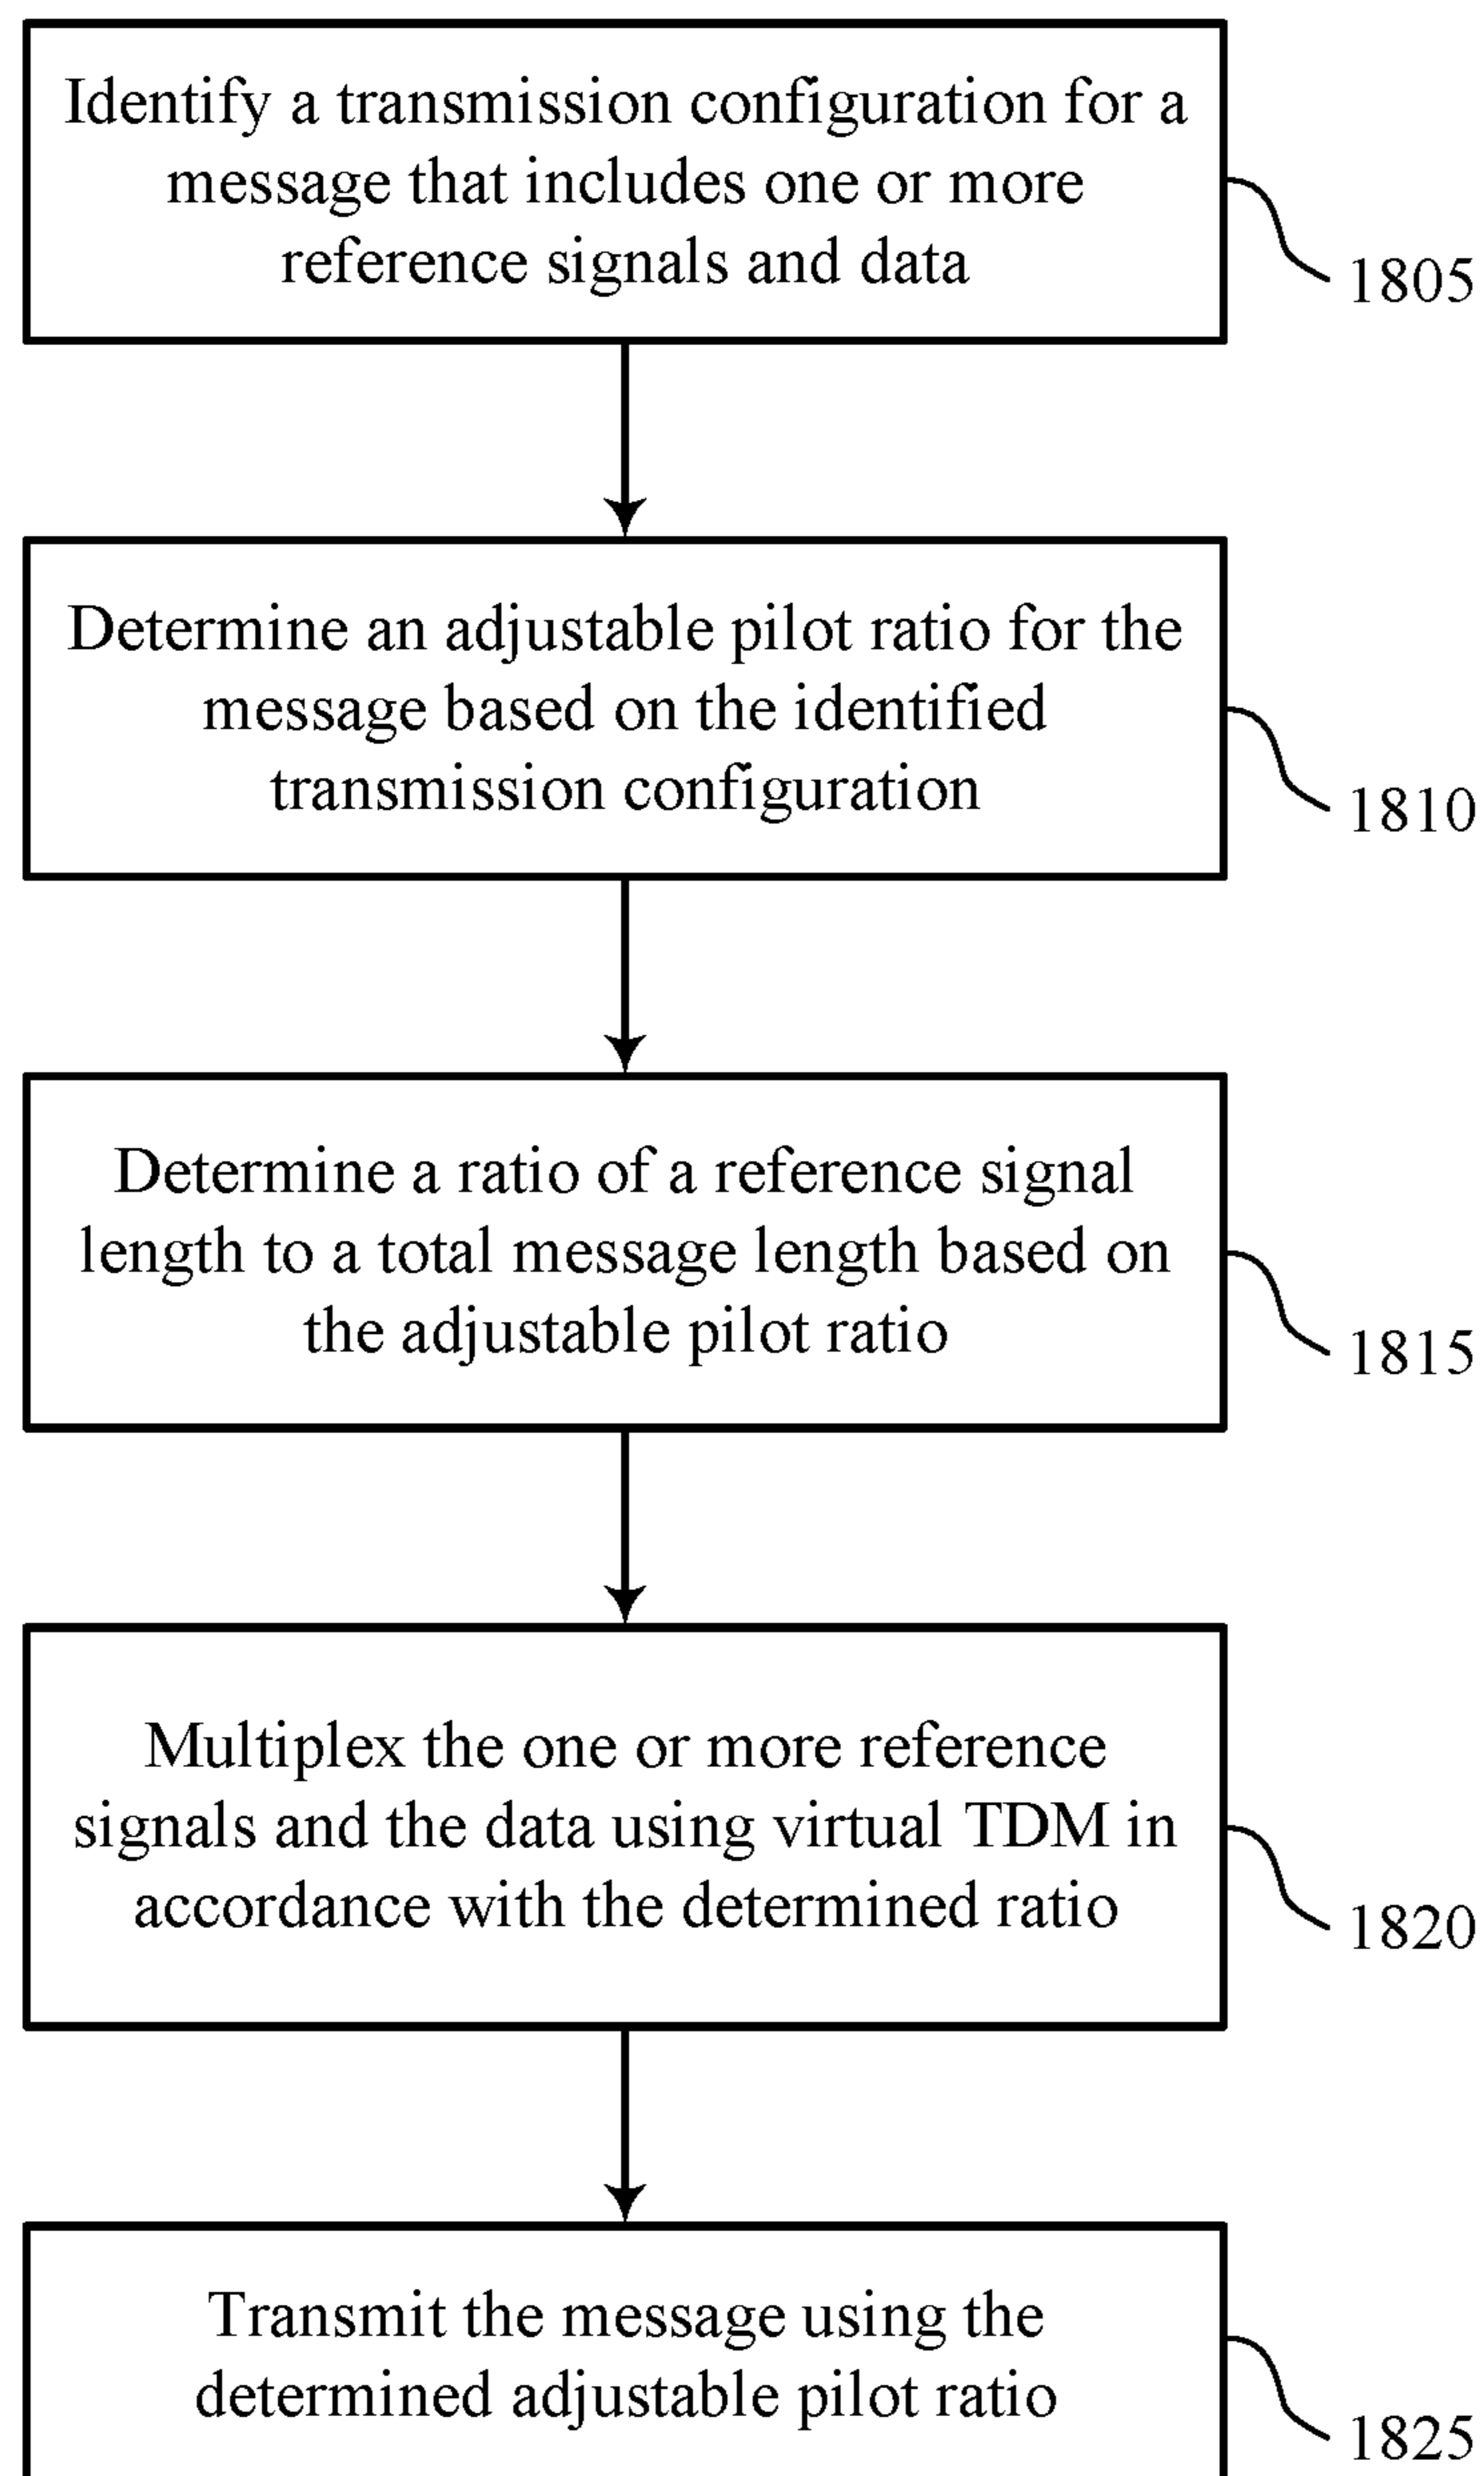 Identify a transmission configuration for a
message that includes one or more
reference signals and data
1805
Determine an adjustable pilot ratio for the
message based on the identified
transmission configuration
1810
Determine a ratio of a reference signal
length to a total message length based on
the adjustable pilot ratio
1815
Multiplex the one or more reference
signals and the data using virtual TDM in
accordance with the determined ratio
1820
Transmit the message using the
determined adjustable pilot ratio
1825